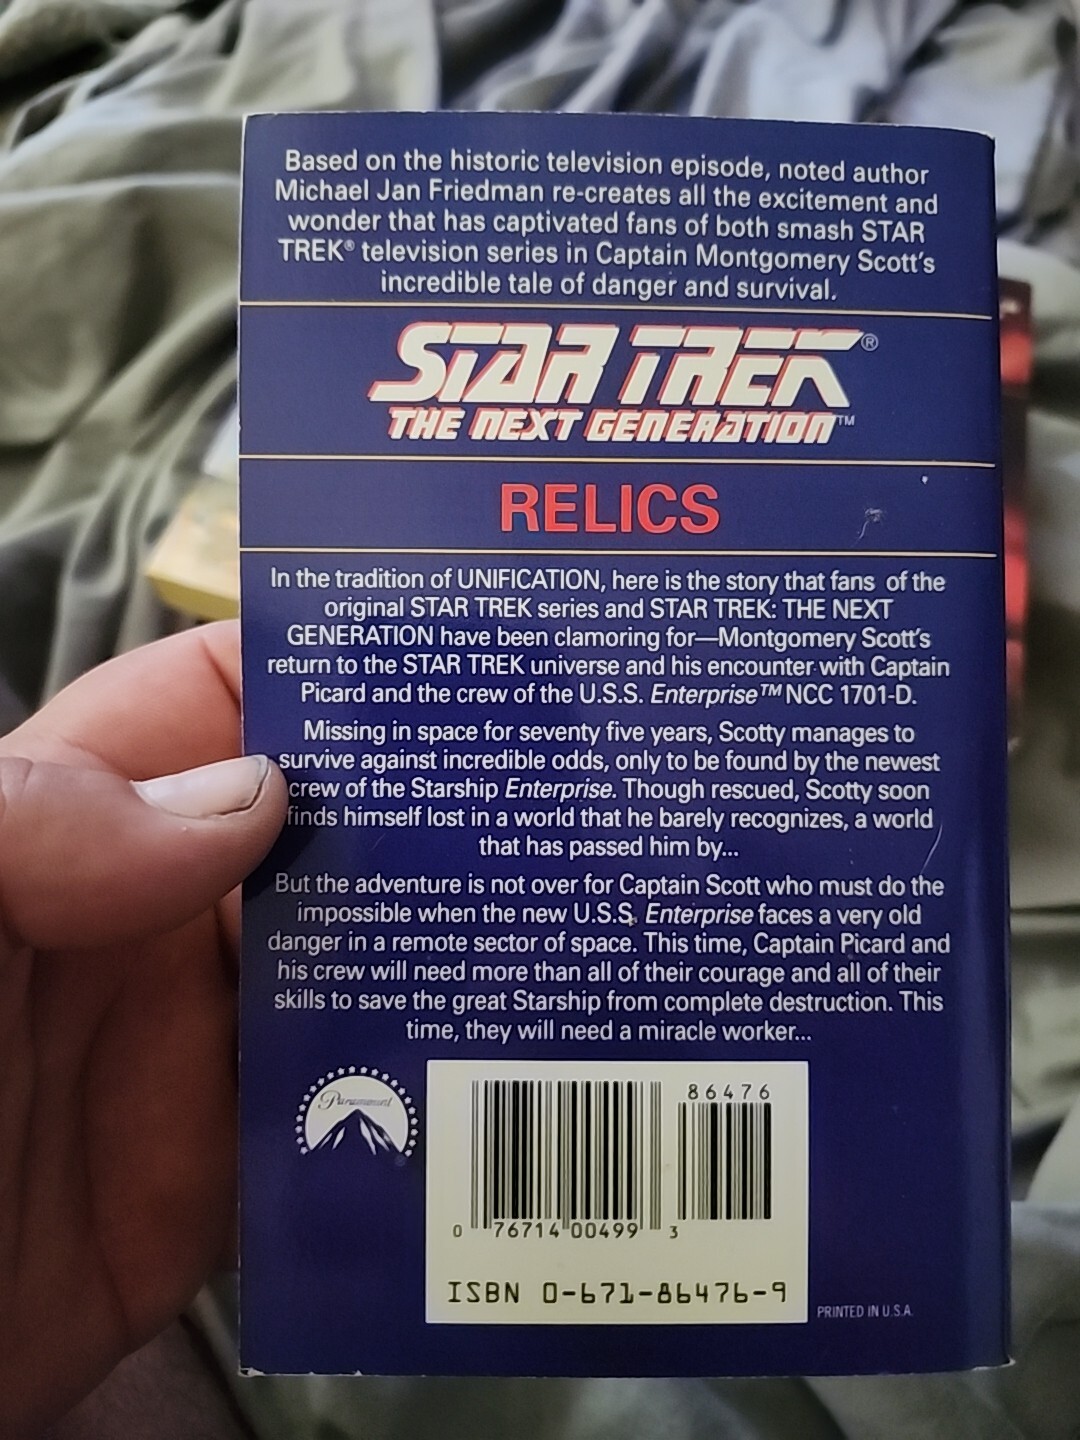 Based on the historic television episode, noted author
Michael Jan Friedman re-creates all the excitement and
wonder that has captivated fans of both smash STAR
TREK® television series in Captain Montgomery Scott's
incredible tale of danger and survival.
STAR TREK®
THE NEXT GENERATION™
RELICS
In the tradition of UNIFICATION, here is the story that fans of the
original STAR TREK series and STAR TREK: THE NEXT
GENERATION have been clamoring for—Montgomery Scott's
return to the STAR TREK universe and his encounter with Captain
Picard and the crew of the U.S.S. Enterprise™ NCC 1701-D.
Missing in space for seventy five years, Scotty manages to
survive against incredible odds, only to be found by the newest
crew of the Starship Enterprise. Though rescued, Scotty soon
finds himself lost in a world that he barely recognizes, a world
that has passed him by...
But the adventure is not over for Captain Scott who must do the
impossible when the new U.S.S. Enterprise faces a very old
danger in a remote sector of space. This time, Captain Picard and
his crew will need more than all of their courage and all of their
skills to save the great Starship from complete destruction. This
time, they will need a miracle worker...
Paramount
86476
0 76714 00499 3
ISBN 0-671-86476-9
PRINTED IN U.S.A.